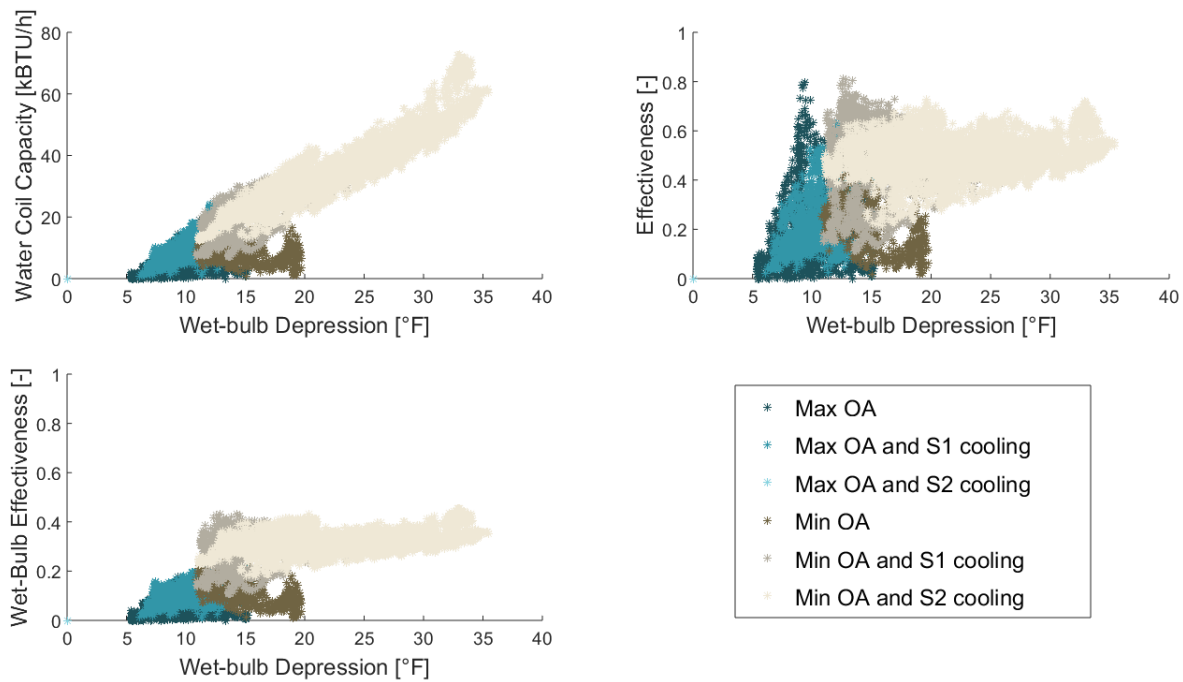 80
60
40
20
0
0 5 10 15 20 25 30 35 40
Water Coil Capacity [kBTU/h]
Wet-bulb Depression [°F]
1
0.8
0.6
0.4
0.2
0
0 5 10 15 20 25 30 35 40
Effectiveness [-]
Wet-bulb Depression [°F]
1
0.8
0.6
0.4
0.2
0
0 5 10 15 20 25 30 35 40
Wet-Bulb Effectiveness [-]
Wet-bulb Depression [°F]
Max OA
Max OA and S1 cooling
Max OA and S2 cooling
Min OA
Min OA and S1 cooling
Min OA and S2 cooling